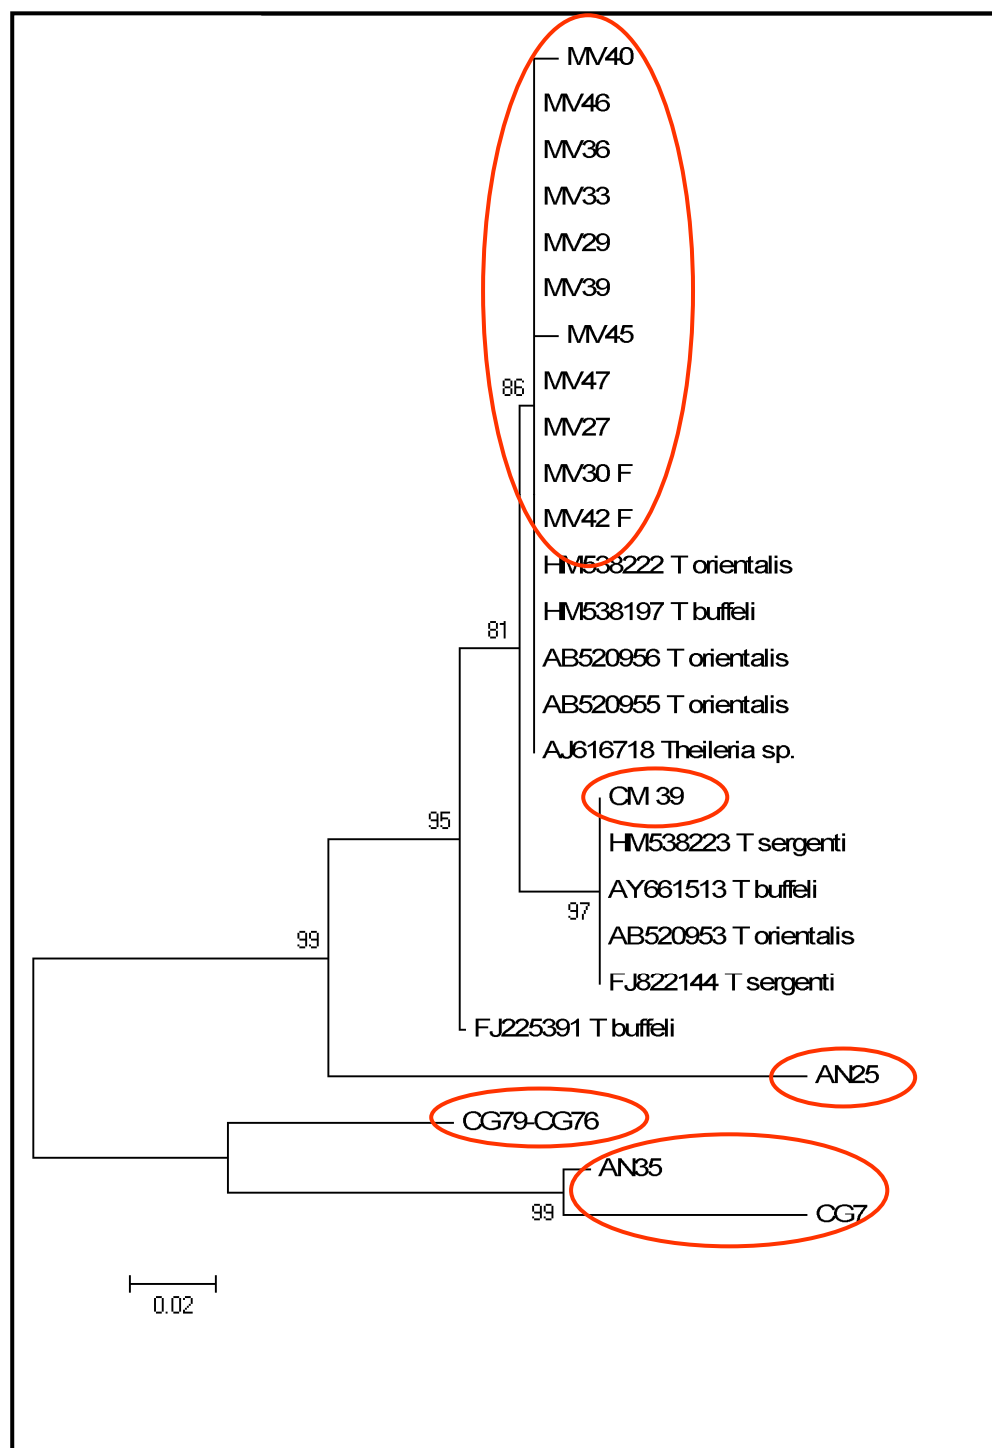 MV40
MV46
MV36
MV33
MV29
MV39
MV45
MV47
86
MV27
MV30 F
MV42 F
HM538222 T orientalis
HM538197 T buffeli
81
AB520956 T orientalis
AB520955 T orientalis
AJ616718 Theileria sp.
CM 39
95
HM538223 T sergenti
AY661513 T buffeli
97
AB520953 T orientalis
99
FJ822144 T sergenti
FJ225391 T buffeli
AN25
CG79-CG76
AN35
99
CG7
0.02